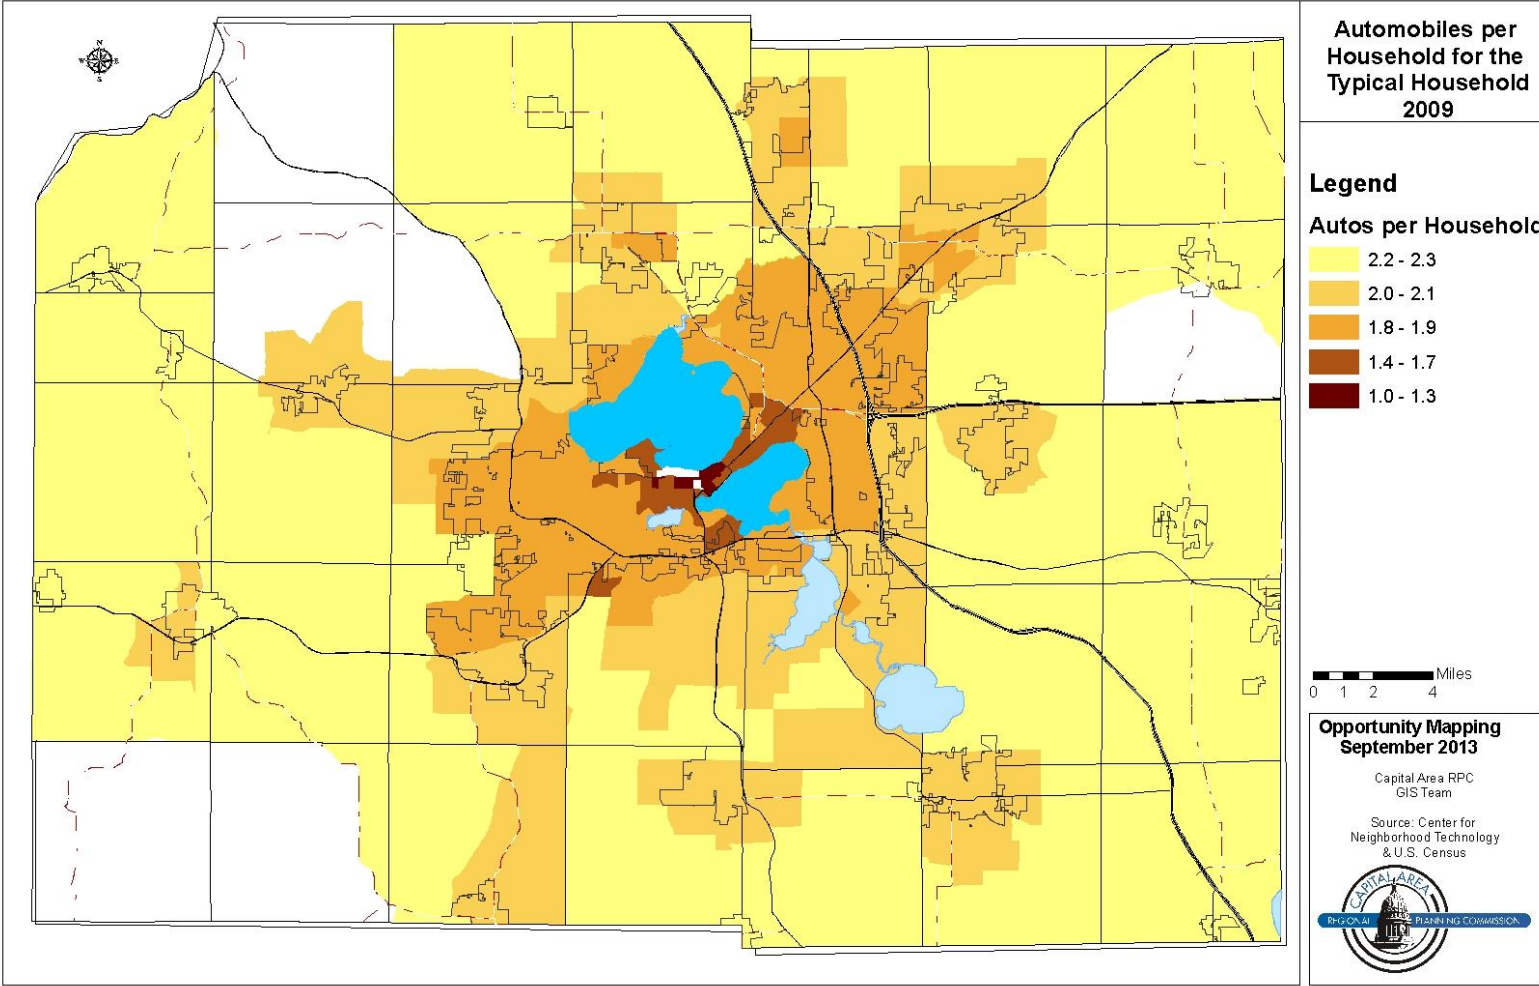 N
W E
S
Automobiles per
Household for the
Typical Household
2009
Legend
Autos per Household
2.2 - 2.3
2.0 - 2.1
1.8 - 1.9
1.4 - 1.7
1.0 - 1.3
Miles
0 1 2 4
Opportunity Mapping
September 2013
Capital Area RPC
GIS Team
Source: Center for
Neighborhood Technology
& U.S. Census
CAPITAL AREA
REGIONAL PLANNING COMMISSION